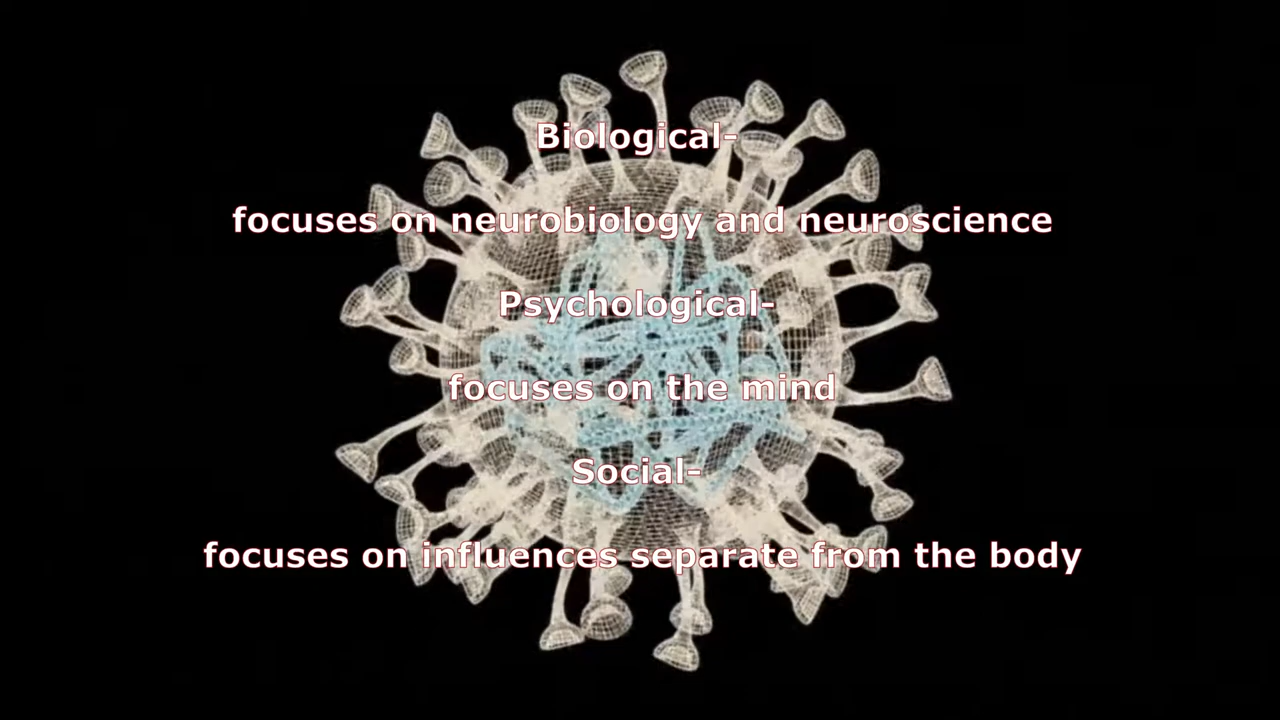 Biological-
focuses on neurobiology and neuroscience
Psychological-
focuses on the mind
Social-
focuses on influences separate from the body